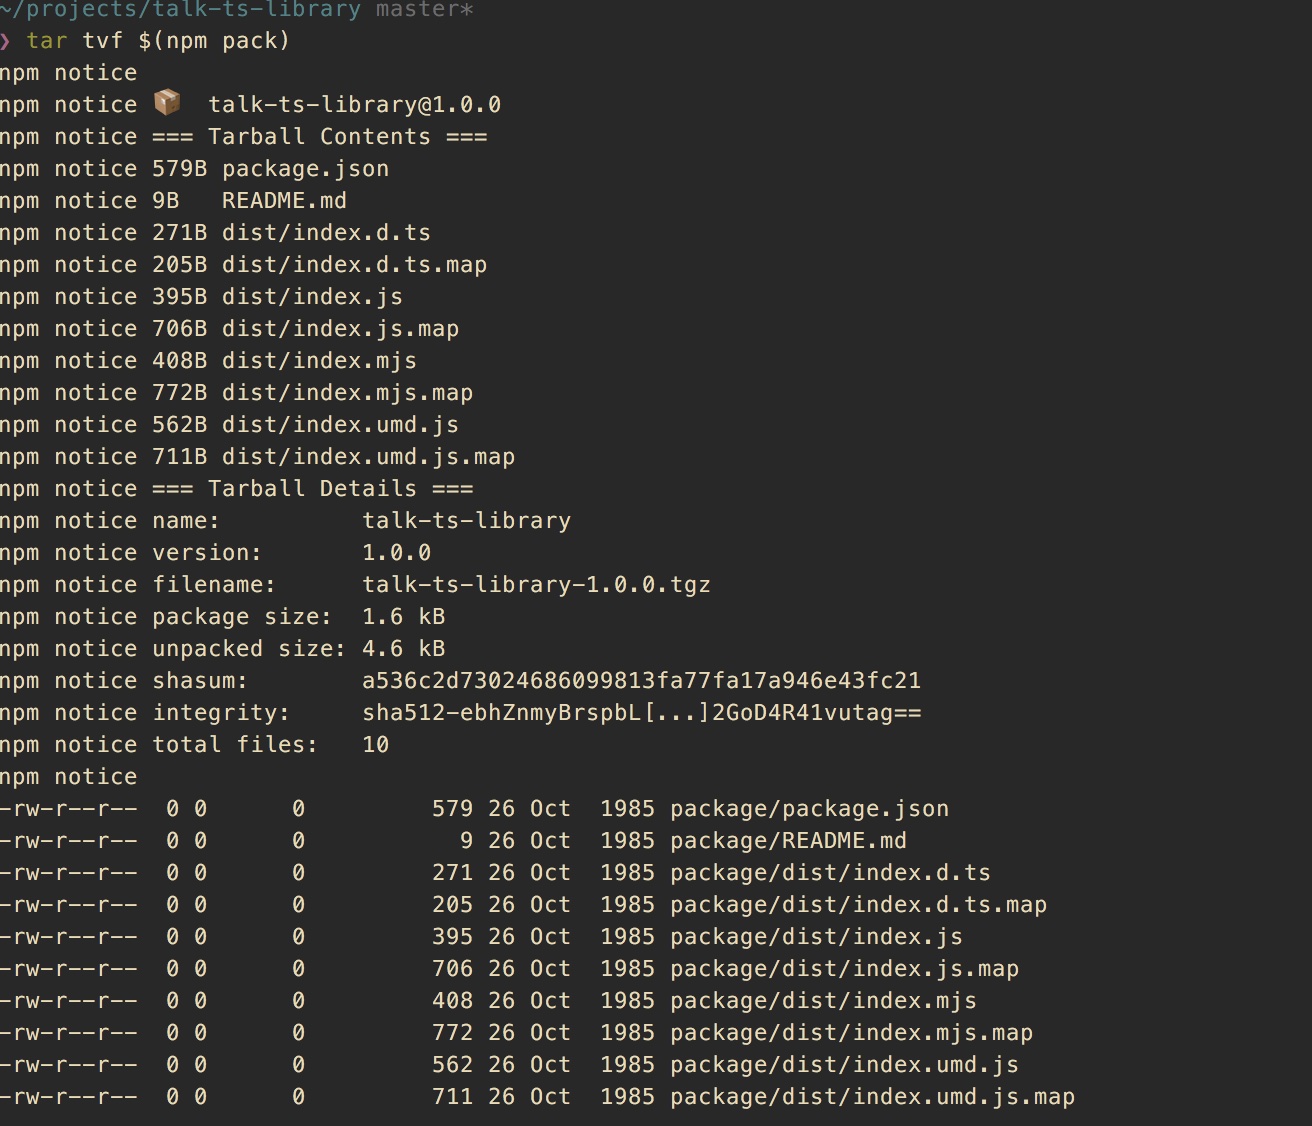 ~/projects/talk-ts-library master*
❯ tar tvf $(npm pack)
npm notice
npm notice 📦  talk-ts-library@1.0.0
npm notice === Tarball Contents ===
npm notice 579B package.json
npm notice 9B   README.md
npm notice 271B dist/index.d.ts
npm notice 205B dist/index.d.ts.map
npm notice 395B dist/index.js
npm notice 706B dist/index.js.map
npm notice 408B dist/index.mjs
npm notice 772B dist/index.mjs.map
npm notice 562B dist/index.umd.js
npm notice 711B dist/index.umd.js.map
npm notice === Tarball Details ===
npm notice name:          talk-ts-library
npm notice version:       1.0.0
npm notice filename:      talk-ts-library-1.0.0.tgz
npm notice package size:  1.6 kB
npm notice unpacked size: 4.6 kB
npm notice shasum:        a536c2d73024686099813fa77fa17a946e43fc21
npm notice integrity:     sha512-ebhZnmyBrspbL[...]2GoD4R41vutag==
npm notice total files:   10
npm notice
-rw-r--r--  0 0      0         579 26 Oct  1985 package/package.json
-rw-r--r--  0 0      0           9 26 Oct  1985 package/README.md
-rw-r--r--  0 0      0         271 26 Oct  1985 package/dist/index.d.ts
-rw-r--r--  0 0      0         205 26 Oct  1985 package/dist/index.d.ts.map
-rw-r--r--  0 0      0         395 26 Oct  1985 package/dist/index.js
-rw-r--r--  0 0      0         706 26 Oct  1985 package/dist/index.js.map
-rw-r--r--  0 0      0         408 26 Oct  1985 package/dist/index.mjs
-rw-r--r--  0 0      0         772 26 Oct  1985 package/dist/index.mjs.map
-rw-r--r--  0 0      0         562 26 Oct  1985 package/dist/index.umd.js
-rw-r--r--  0 0      0         711 26 Oct  1985 package/dist/index.umd.js.map